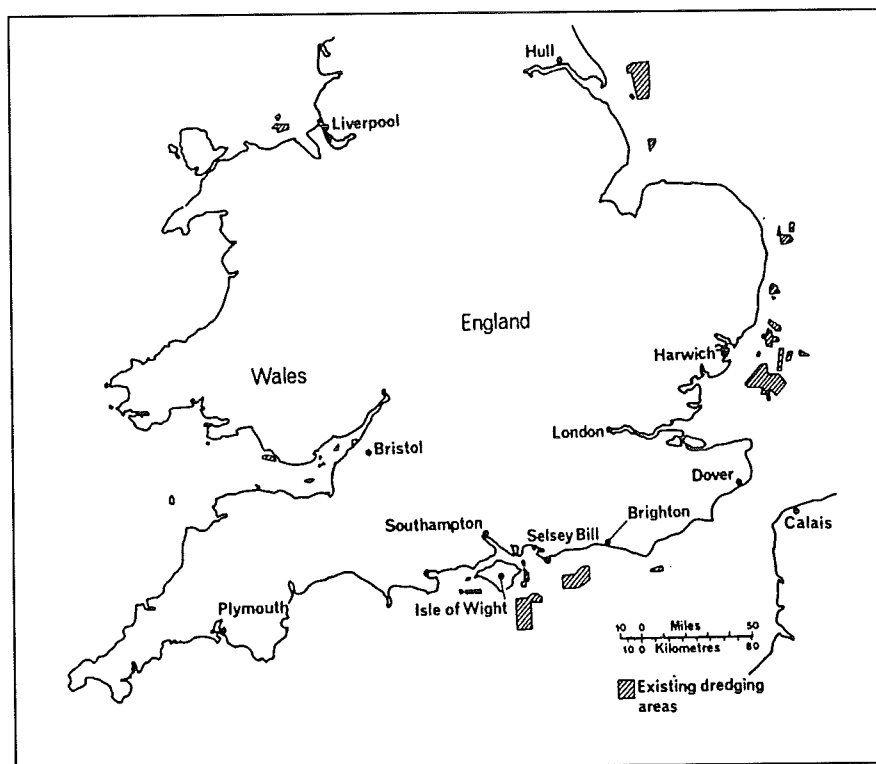 Hull
Liverpool
England
Harwich
Wales
London
Bristol
Dover
Southampton
Selsey Bill
Brighton
Calais
Plymouth
Isle of Wight
10 0 Miles 50
10 0 Kilometres 80
Existing dredging
areas